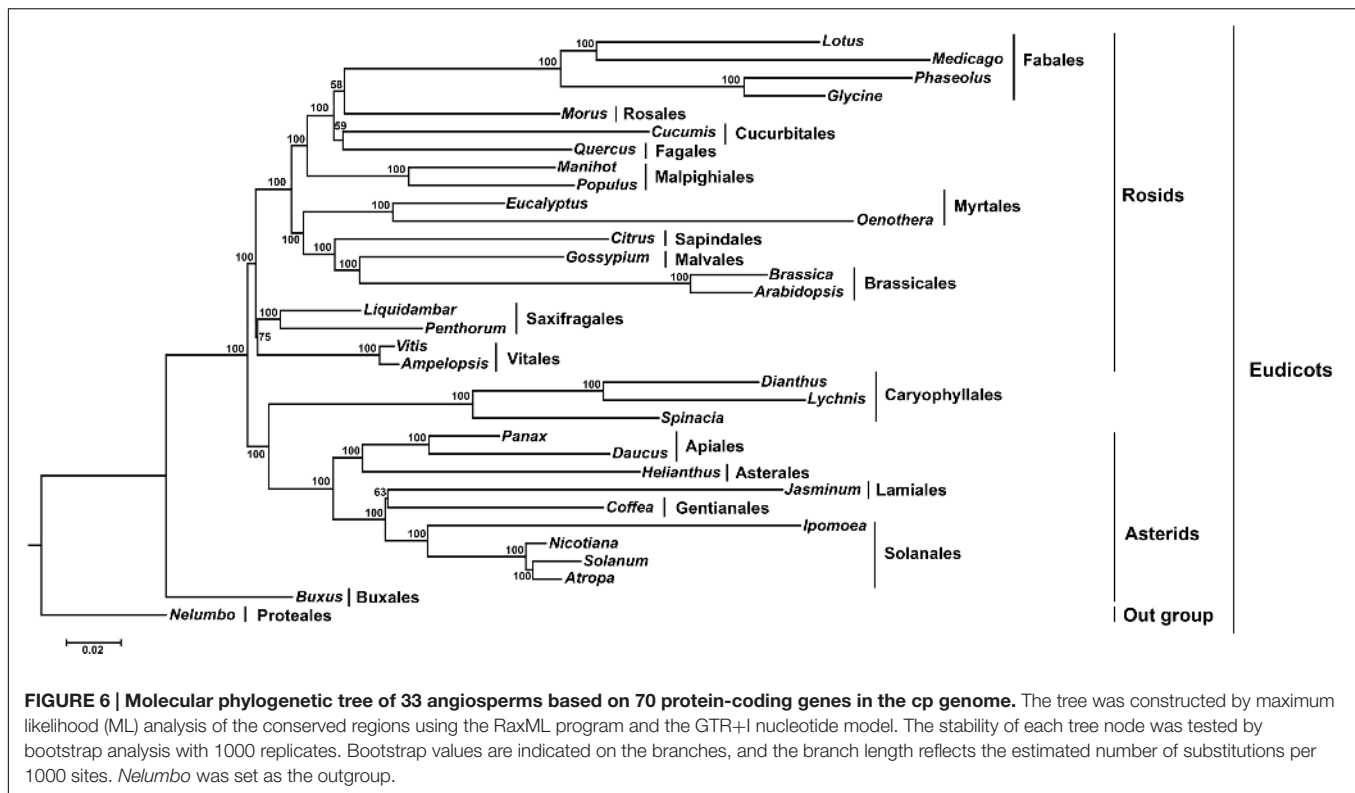 100 100 Lotus
Medicago
Fabales
100 Phaseolus
Glycine
58
100
Morus Rosales
59 Cucumis Cucurbitales
100
Quercus Fagales
100 Manihot
Populus Malpighiales
100
100 Eucalyptus
Oenothera Myrtales
Rosids
100
100 Citrus Sapindales
100 Gossypium Malvales
100 Brassica
Arabidopsis Brassicales
100
100 Liquidambar
Penthorum Saxifragales
75
100 Vitis
Ampelopsis Vitales
100
Eudicots
100 100 Dianthus
Lychnis Caryophyllales
Spinacia
100
100 100 Panax
Daucus Apiales
Helianthus Asterales
100
63 Jasminum Lamiales
Coffea Gentianales
100
100 Ipomoea
Asterids
100 Nicotiana
Solanum Solanales
100 Atropa
Buxus Buxales
Nelumbo Proteales Out group
0.02
FIGURE 6 | Molecular phylogenetic tree of 33 angiosperms based on 70 protein-coding genes in the cp genome. The tree was constructed by maximum
likelihood (ML) analysis of the conserved regions using the RaxML program and the GTR+I nucleotide model. The stability of each tree node was tested by
bootstrap analysis with 1000 replicates. Bootstrap values are indicated on the branches, and the branch length reflects the estimated number of substitutions per
1000 sites. Nelumbo was set as the outgroup.